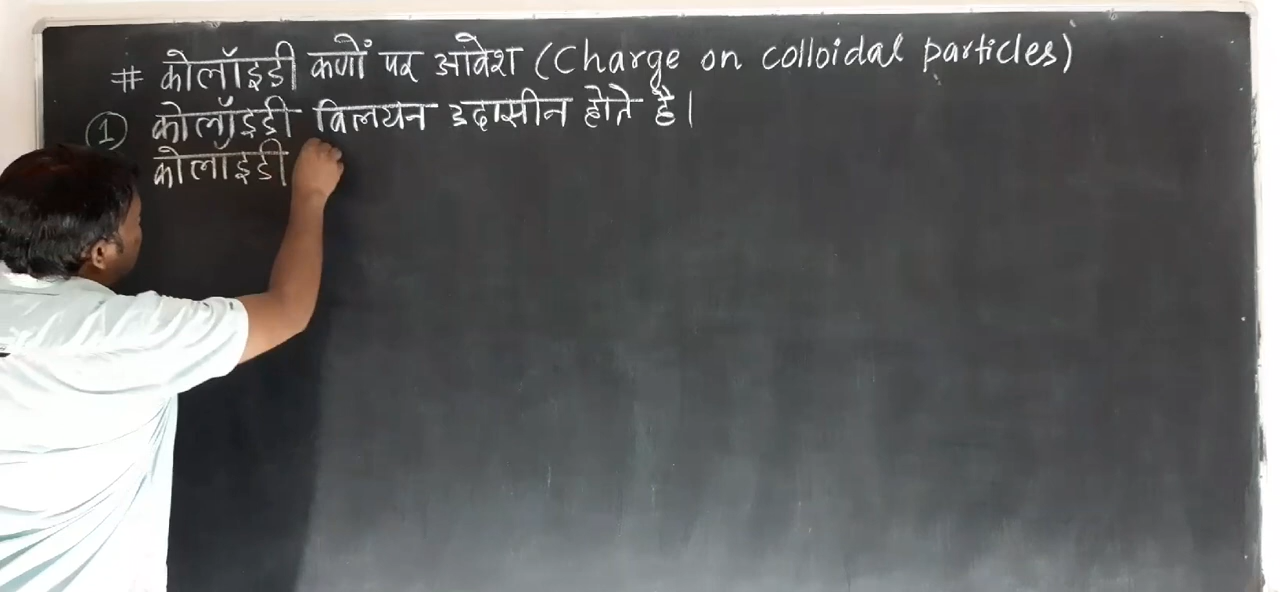 # कोलॉइडी कणों पर आवेश (Charge on colloidal particles)
① कोलॉइडी विलयन उदासीन होते है।
कोलाइडी